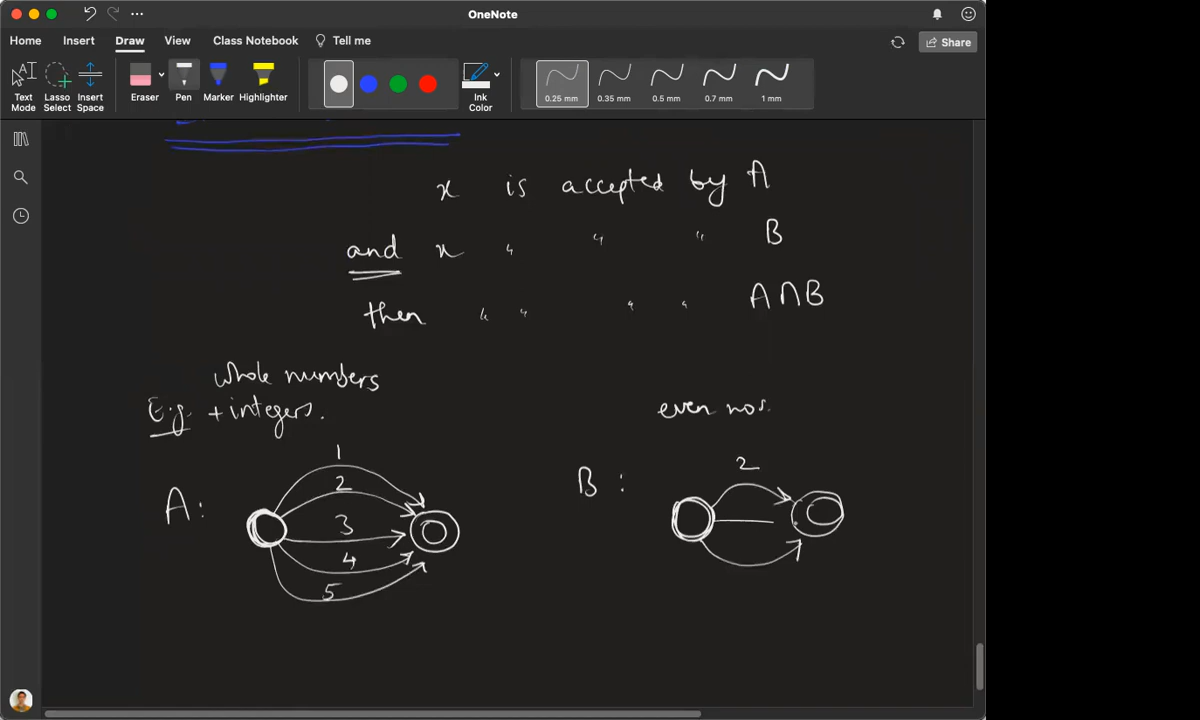 OneNote
Home Insert Draw View Class Notebook Tell me
Share
Text Mode
Lasso Select
Insert Space
Eraser
Pen
Marker
Highlighter
Ink Color
0.25 mm
0.35 mm
0.5 mm
0.7 mm
1 mm
x is accepted by A
and x " " " B
then " " " " A∩B
whole numbers
E.g. + integers.
even nos.
A:
1
2
3
4
5
B :
2